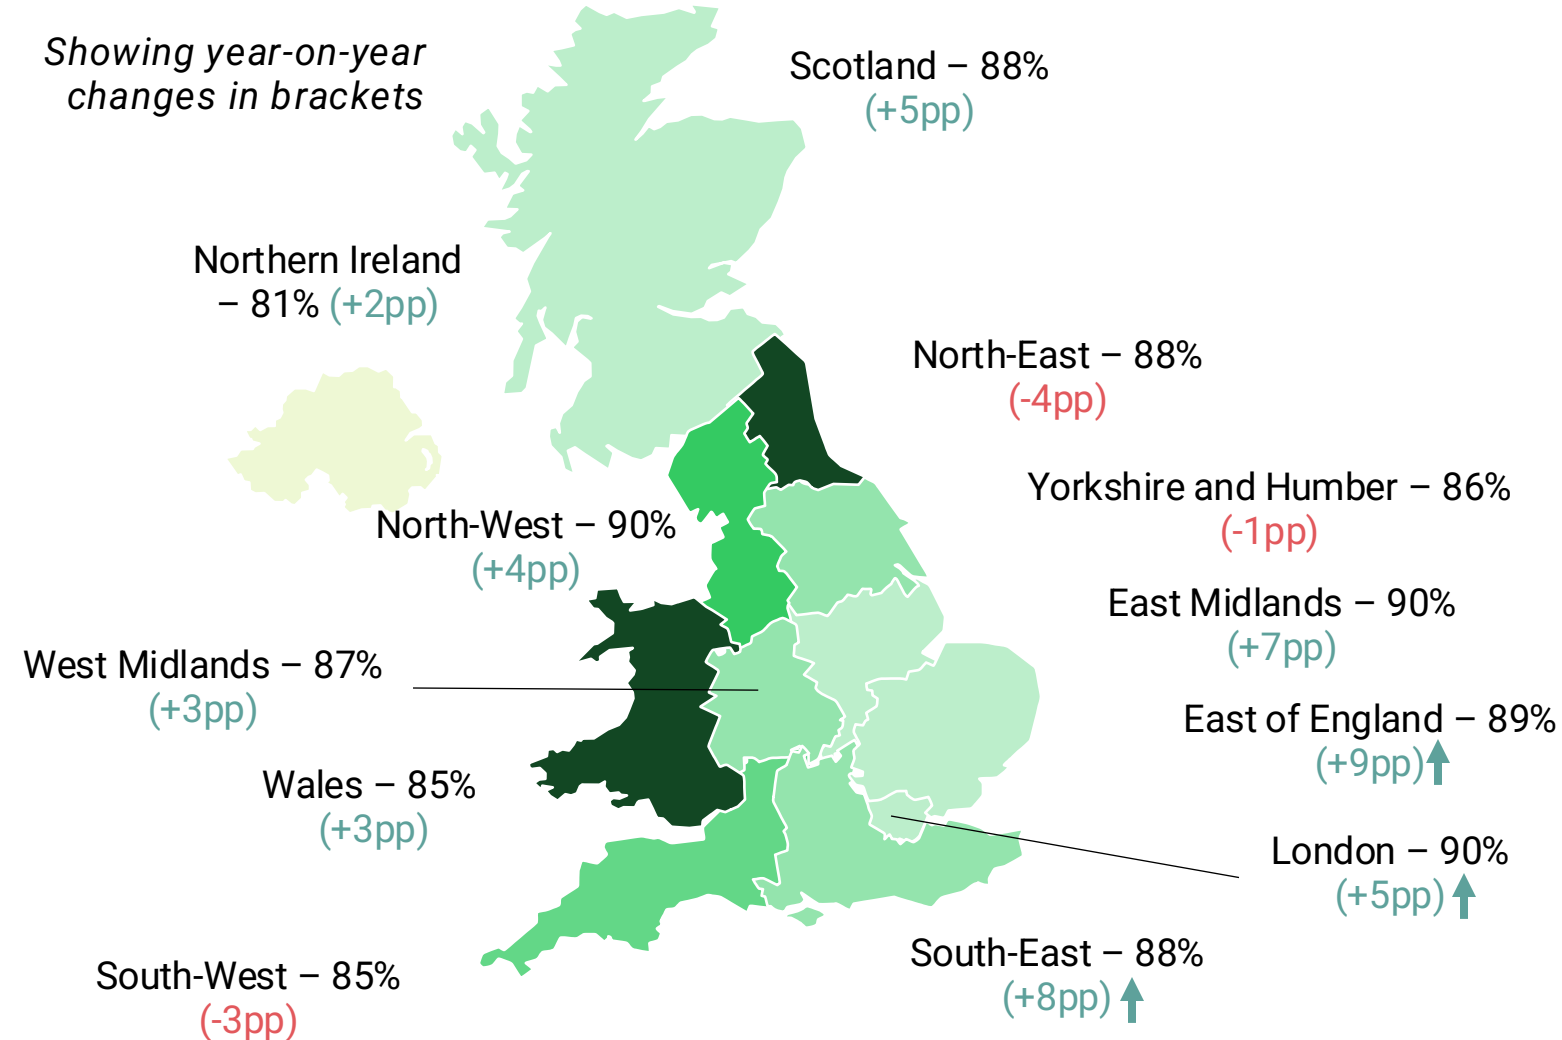 Showing year-on-year
changes in brackets
Scotland – 88%
(+5pp)
Northern Ireland
– 81% (+2pp)
North-East – 88%
(-4pp)
Yorkshire and Humber – 86%
(-1pp)
North-West – 90%
(+4pp)
East Midlands – 90%
(+7pp)
West Midlands – 87%
(+3pp)
East of England – 89%
(+9pp)
Wales – 85%
(+3pp)
London – 90%
(+5pp)
South-East – 88%
(+8pp)
South-West – 85%
(-3pp)